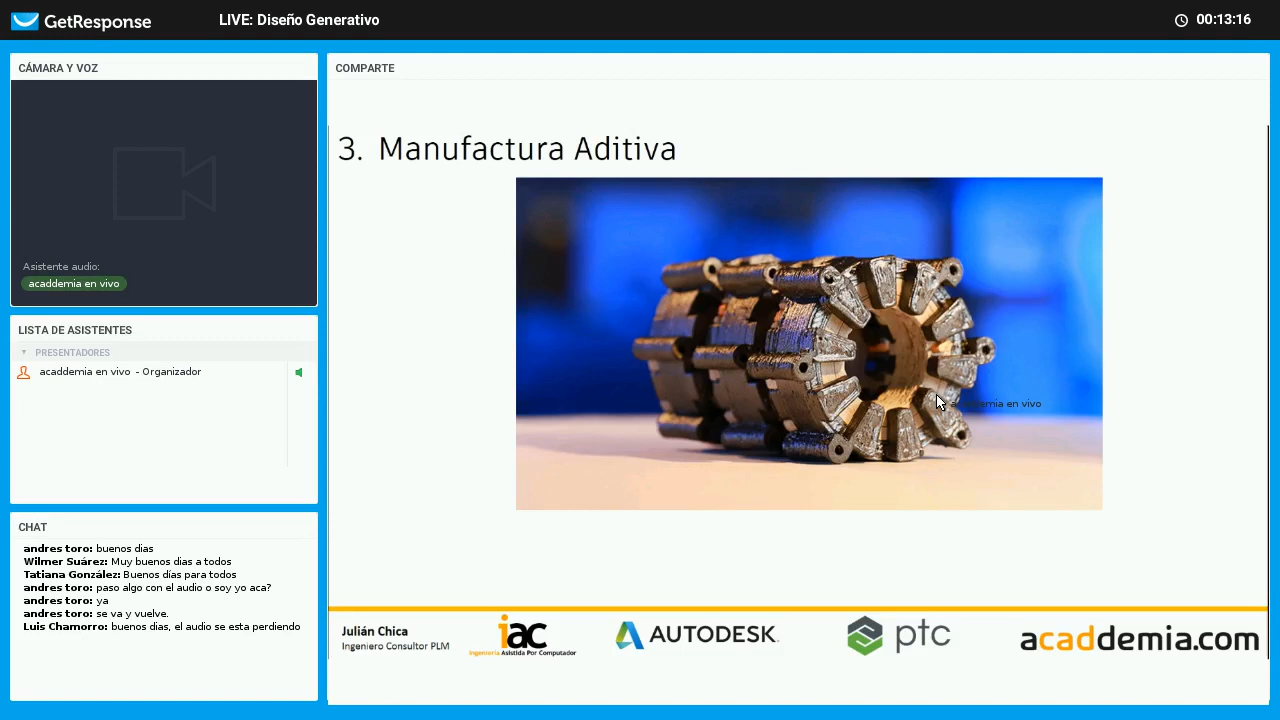 GetResponse
LIVE: Diseño Generativo
00:13:16
CÁMARA Y VOZ
Asistente audio:
acaddemia en vivo
LISTA DE ASISTENTES
PRESENTADORES
acaddemia en vivo - Organizador
CHAT
andres toro: buenos dias
Wilmer Suárez: Muy buenos dias a todos
Tatiana González: Buenos días para todos
andres toro: paso algo con el audio o soy yo aca?
andres toro: ya
andres toro: se va y vuelve.
Luis Chamorro: buenos dias, el audio se esta perdiendo
COMPARTE
3. Manufactura Aditiva
acaddemia en vivo
Julián Chica
Ingeniero Consultor PLM
iac
Ingeniería Asistida Por Computador
AUTODESK.
ptc
acaddemia.com